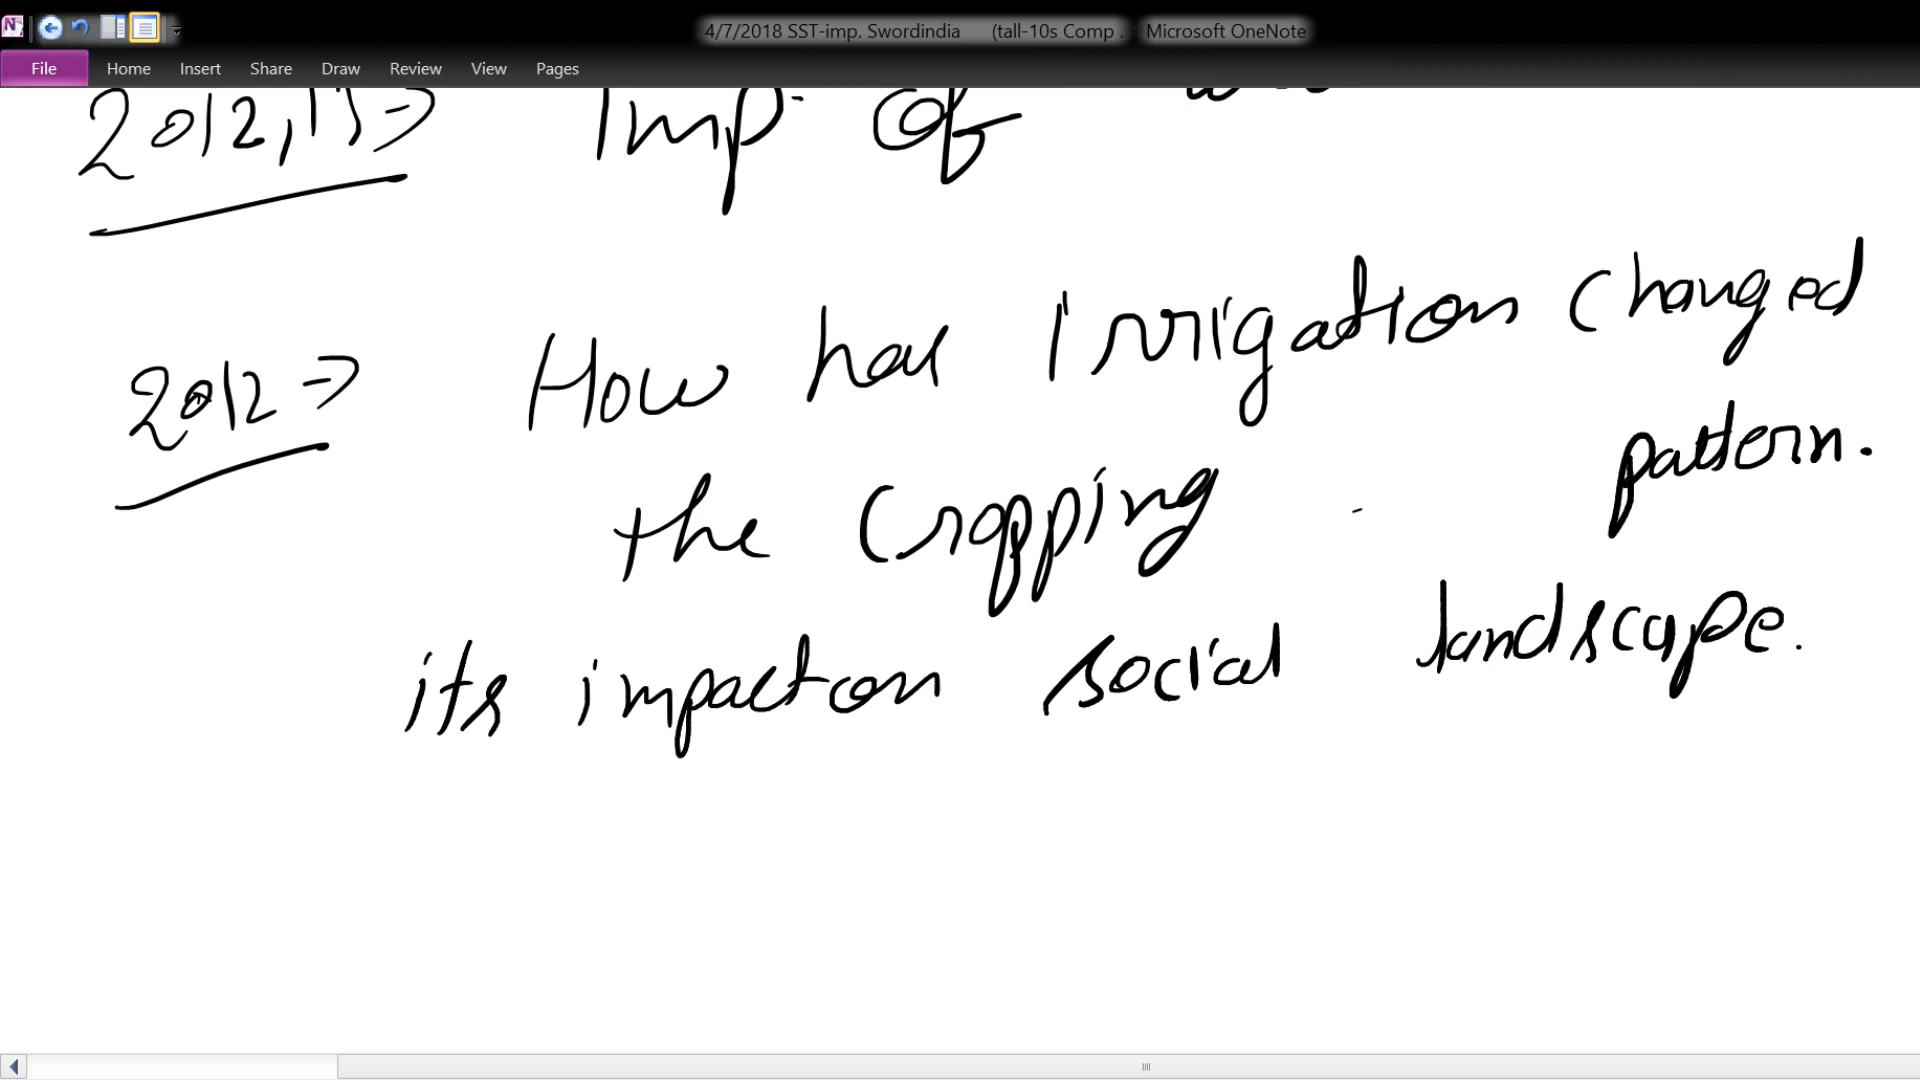 4/7/2018 SST-imp. Swordindia (tall-10s Comp . - Microsoft OneNote
File Home Insert Share Draw Review View Pages
2012, => Imp. of
2012 => How has Irrigation changed
the Cropping pattern.
its impact on social landscape.